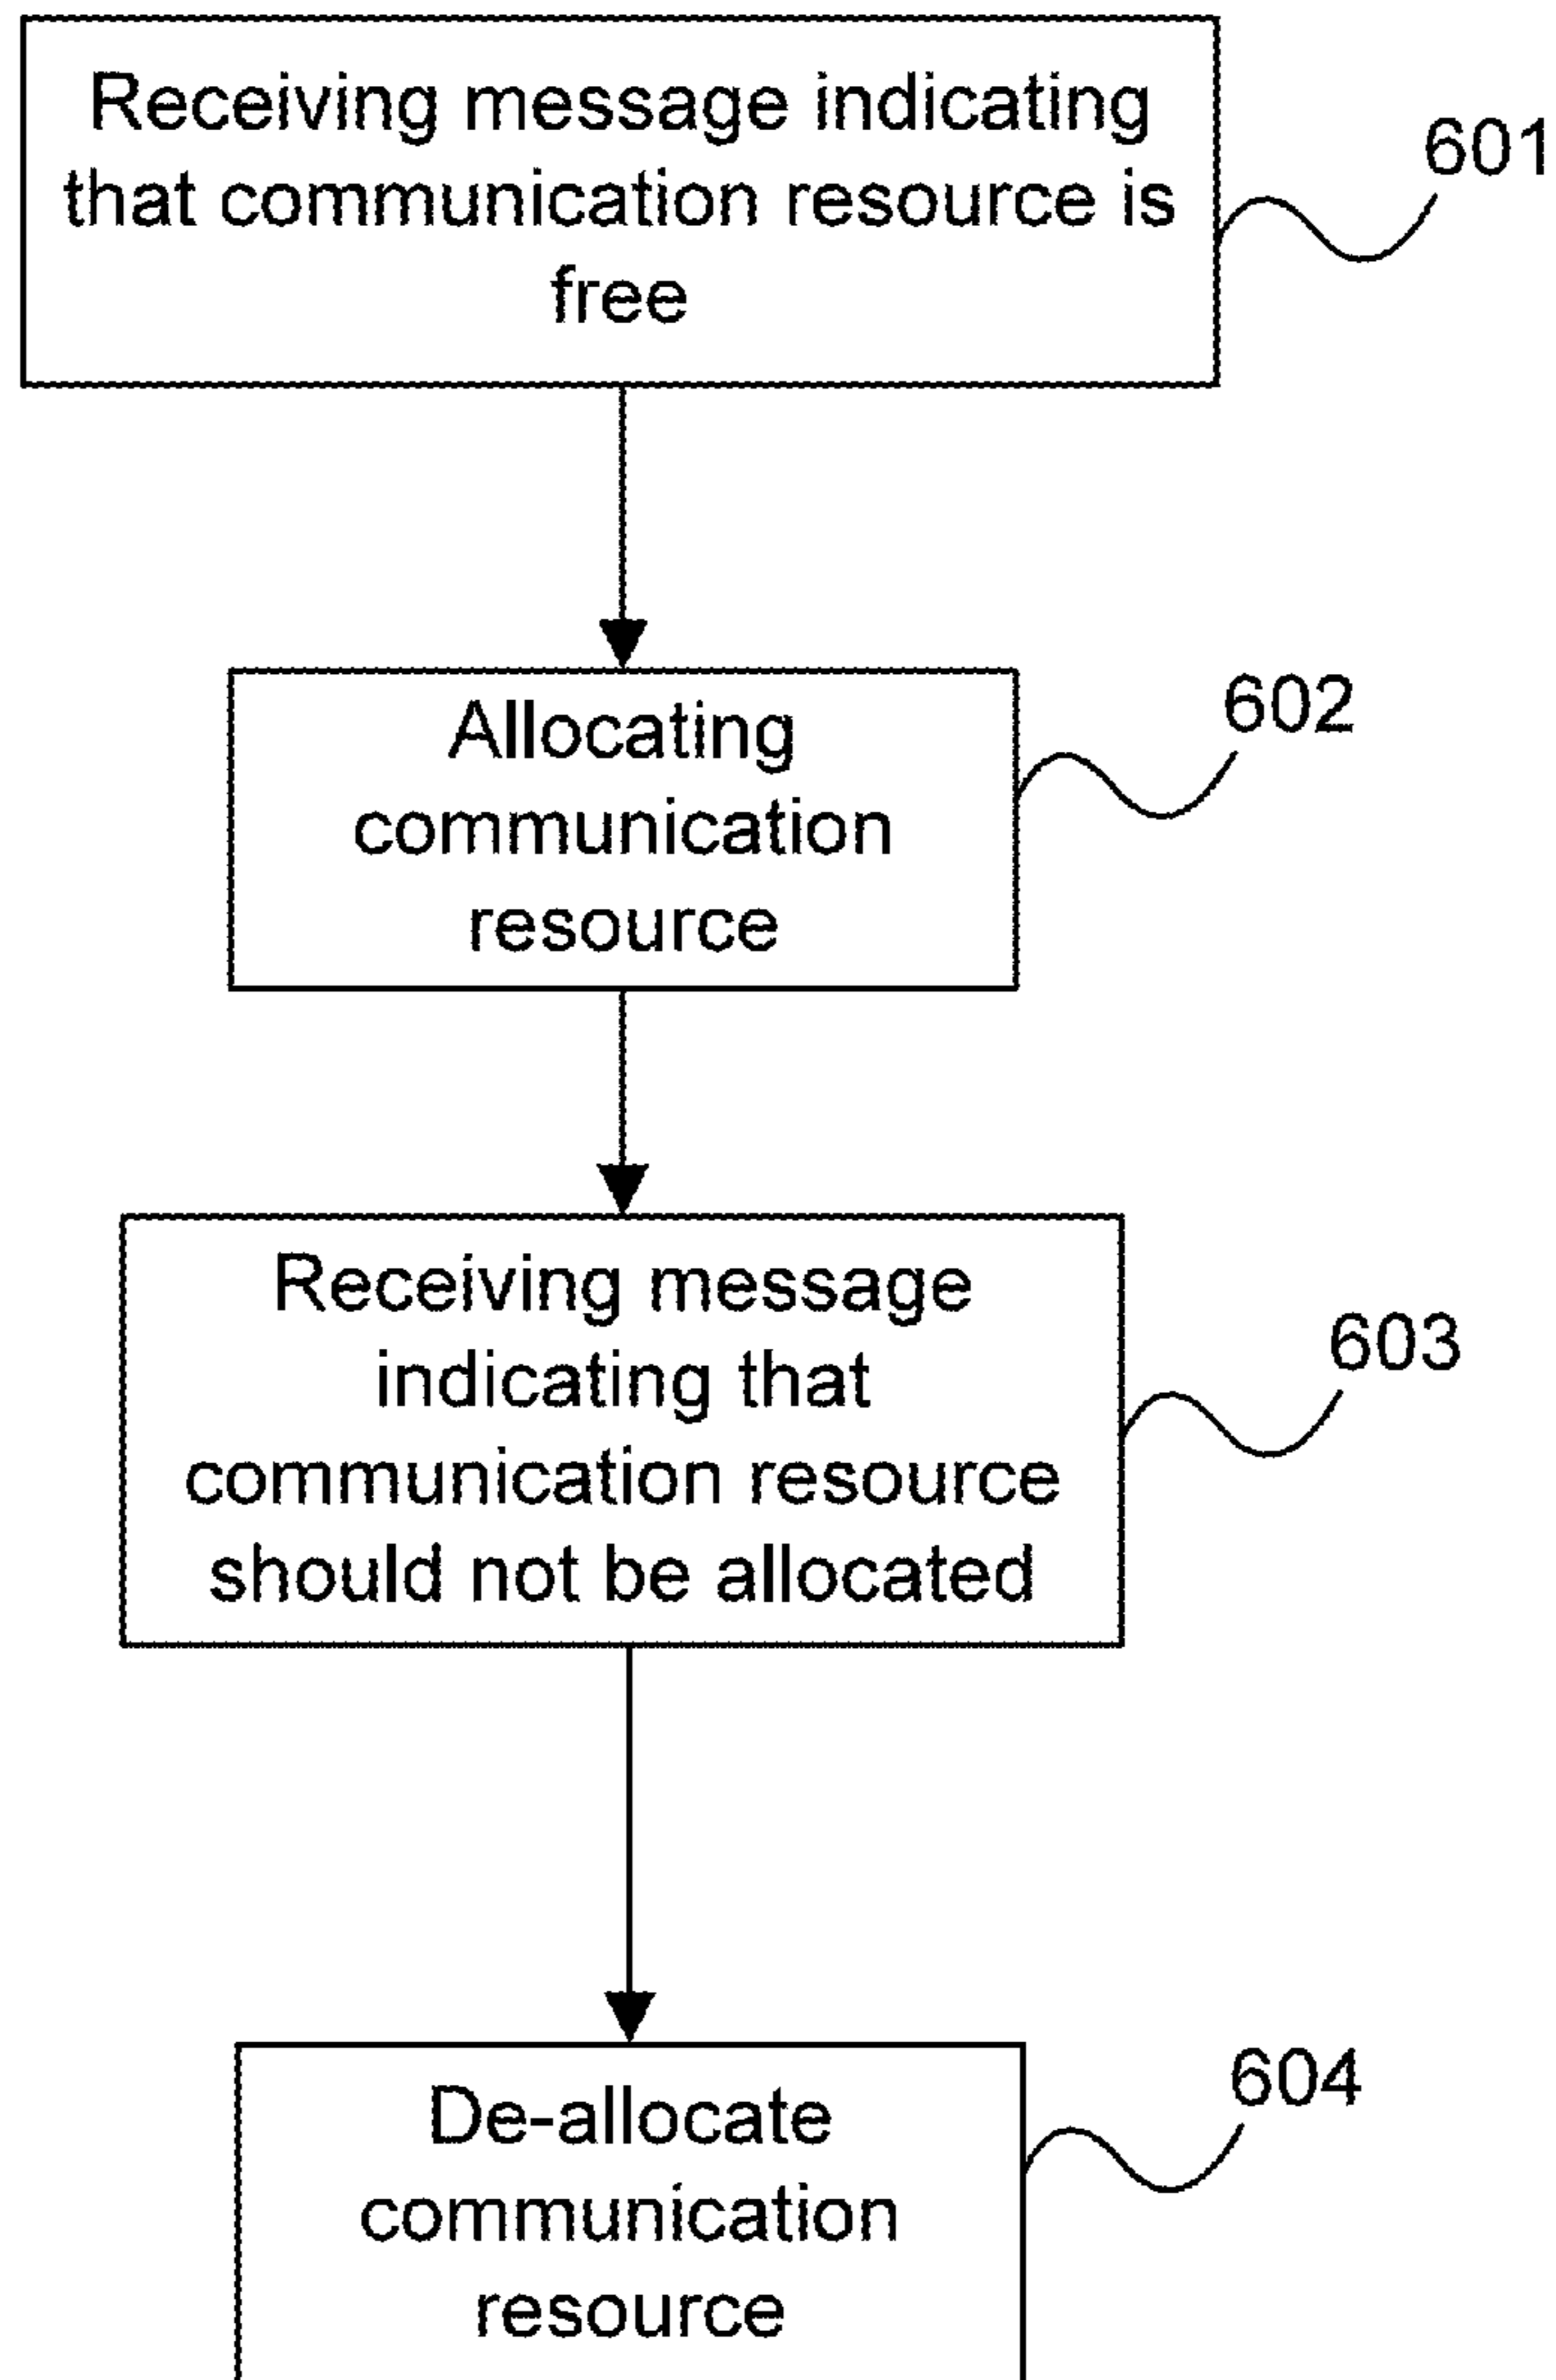 Receiving message indicating
that communication resource is
free
601
Allocating
communication
resource
602
Receiving message
indicating that
communication resource
should not be allocated
603
De-allocate
communication
resource
604